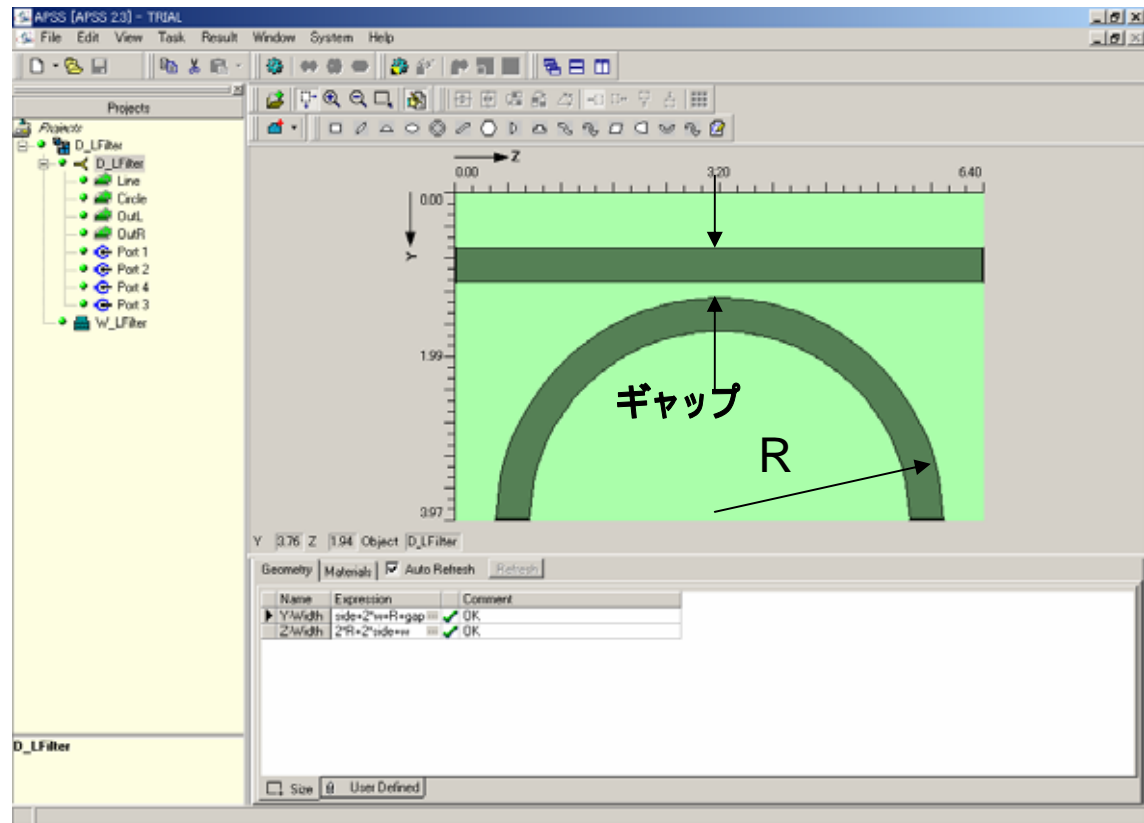 APSS [APSS 2.3] - TRIAL
File Edit View Task Result Window System Help
Projects
Projects
D_LFilter
D_LFilter
Line
Circle
OutL
OutR
Port 1
Port 2
Port 4
Port 3
W_LFilter
Z
0.00 3.20 6.40
0.00
Y
1.99
3.97
ギャップ
R
Y 3.76 Z 1.94 Object D_LFilter
Geometry Materials Auto Refresh Refresh
Name Expression Comment
Y-Width side+2*w+R+gap OK
Z-Width 2*R+2*side+w OK
D_LFilter
Size User Defined